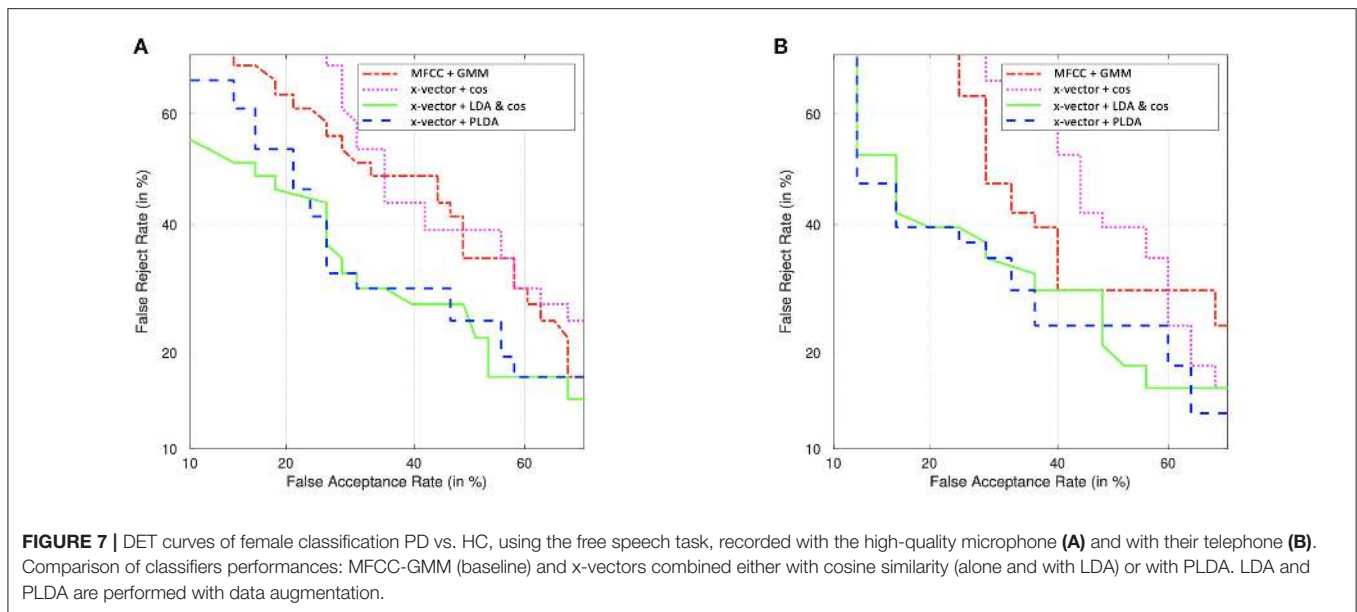 A
MFCC + GMM
x-vector + cos
x-vector + LDA & cos
x-vector + PLDA
60
40
20
10
False Reject Rate (in %)
10 20 40 60
False Acceptance Rate (in %)
B
MFCC + GMM
x-vector + cos
x-vector + LDA & cos
x-vector + PLDA
60
40
20
10
False Reject Rate (in %)
10 20 40 60
False Acceptance Rate (in %)
FIGURE 7 | DET curves of female classification PD vs. HC, using the free speech task, recorded with the high-quality microphone (A) and with their telephone (B).
Comparison of classifiers performances: MFCC-GMM (baseline) and x-vectors combined either with cosine similarity (alone and with LDA) or with PLDA. LDA and
PLDA are performed with data augmentation.